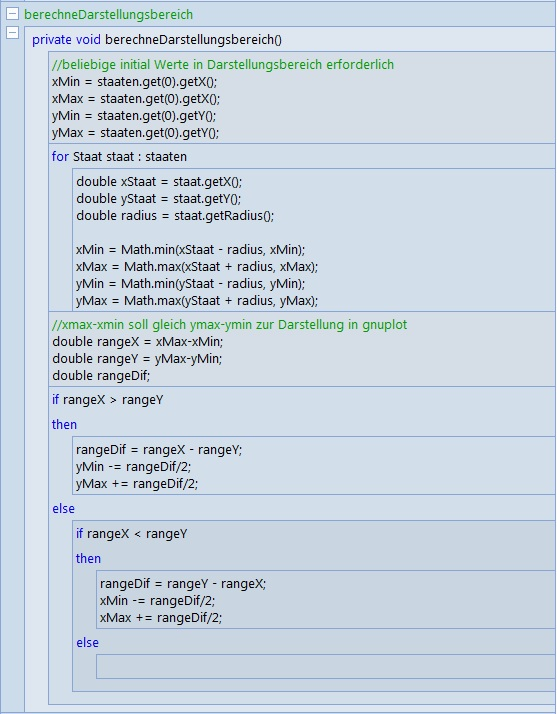 berechneDarstellungsbereich
private void berechneDarstellungsbereich()
//beliebige initial Werte in Darstellungsbereich erforderlich
xMin = staaten.get(0).getX();
xMax = staaten.get(0).getX();
yMin = staaten.get(0).getY();
yMax = staaten.get(0).getY();
for Staat staat : staaten
double xStaat = staat.getX();
double yStaat = staat.getY();
double radius = staat.getRadius();
xMin = Math.min(xStaat - radius, xMin);
xMax = Math.max(xStaat + radius, xMax);
yMin = Math.min(yStaat - radius, yMin);
yMax = Math.max(yStaat + radius, yMax);
//xmax-xmin soll gleich ymax-ymin zur Darstellung in gnuplot
double rangeX = xMax-xMin;
double rangeY = yMax-yMin;
double rangeDif;
if rangeX > rangeY
then
rangeDif = rangeX - rangeY;
yMin -= rangeDif/2;
yMax += rangeDif/2;
else
if rangeX < rangeY
then
rangeDif = rangeY - rangeX;
xMin -= rangeDif/2;
xMax += rangeDif/2;
else